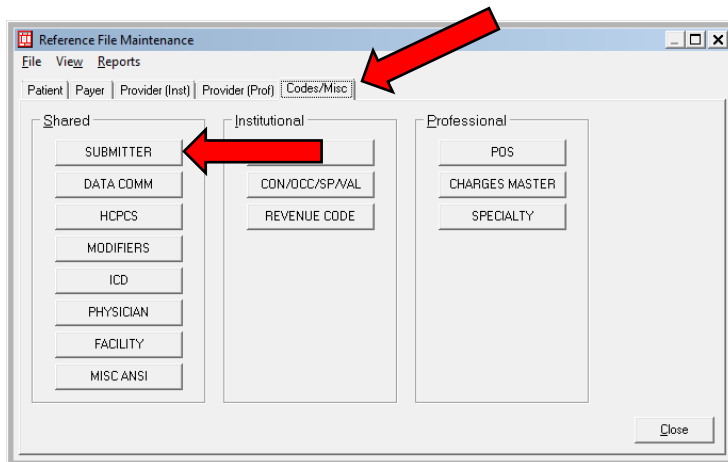 Reference File Maintenance
File View Reports
Patient Payer Provider (Inst) Provider (Prof) Codes/Misc
Shared
SUBMITTER
DATA COMM
HCPCS
MODIFIERS
ICD
PHYSICIAN
FACILITY
MISC ANSI
Institutional
CON/OCC/SP/VAL
REVENUE CODE
Professional
POS
CHARGES MASTER
SPECIALTY
Close